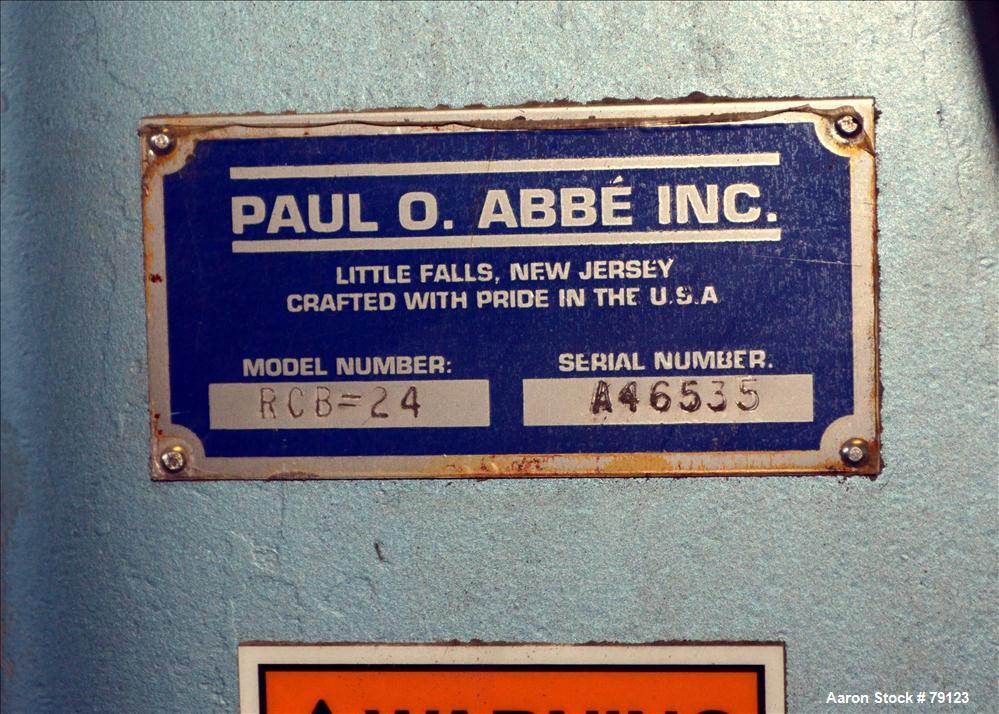 PAUL O. ABBÉ INC.
LITTLE FALLS, NEW JERSEY
CRAFTED WITH PRIDE IN THE U.S.A
MODEL NUMBER: SERIAL NUMBER.
RCB=24 A46535
WARNING
Aaron Stock # 79123